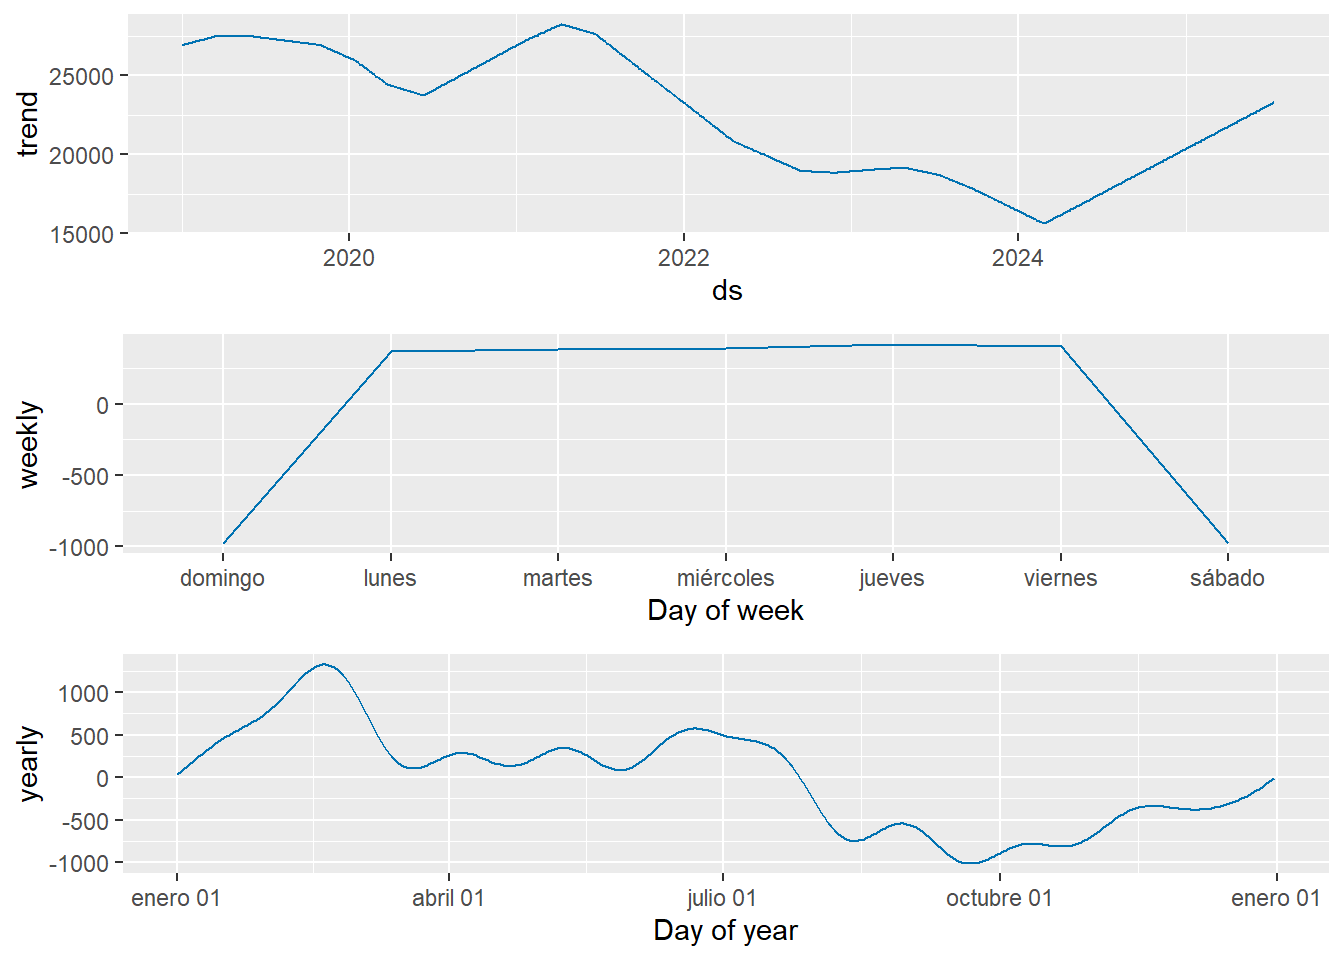 trend
25000
20000
15000
2020 2022 2024
ds
weekly
0
-500
-1000
domingo lunes martes miércoles jueves viernes sábado
Day of week
yearly
1000
500
0
-500
-1000
enero 01 abril 01 julio 01 octubre 01 enero 01
Day of year